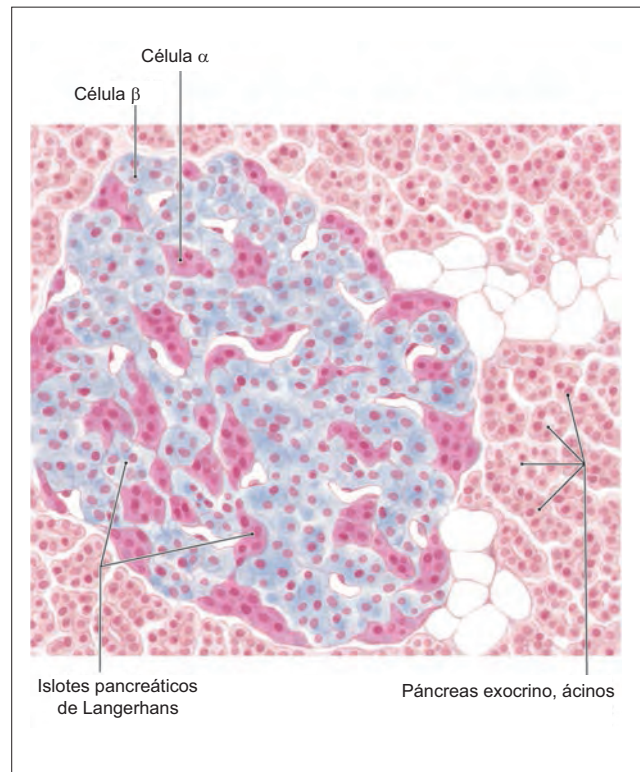 Célula α
Célula β
Islotes pancreáticos
de Langerhans
Páncreas exocrino, ácinos